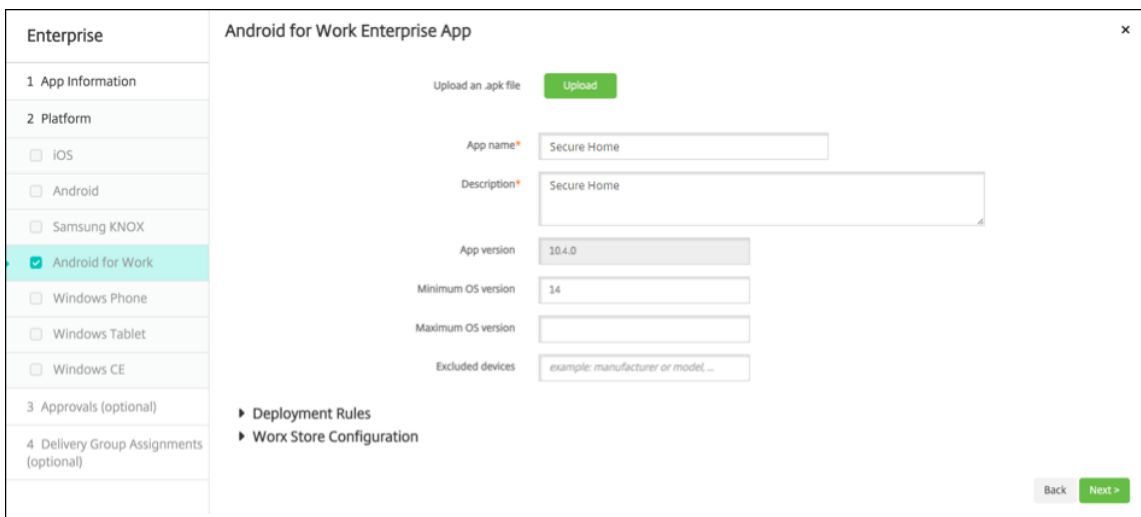 Enterprise
1 App Information
2 Platform
iOS
Android
Samsung KNOX
Android for Work
Windows Phone
Windows Tablet
Windows CE
3 Approvals (optional)
4 Delivery Group Assignments
(optional)
Android for Work Enterprise App
×
Upload an .apk file Upload
App name* Secure Home
Description* Secure Home
App version 10.4.0
Minimum OS version 14
Maximum OS version
Excluded devices example: manufacturer or model, ...
Deployment Rules
Worx Store Configuration
Back Next >